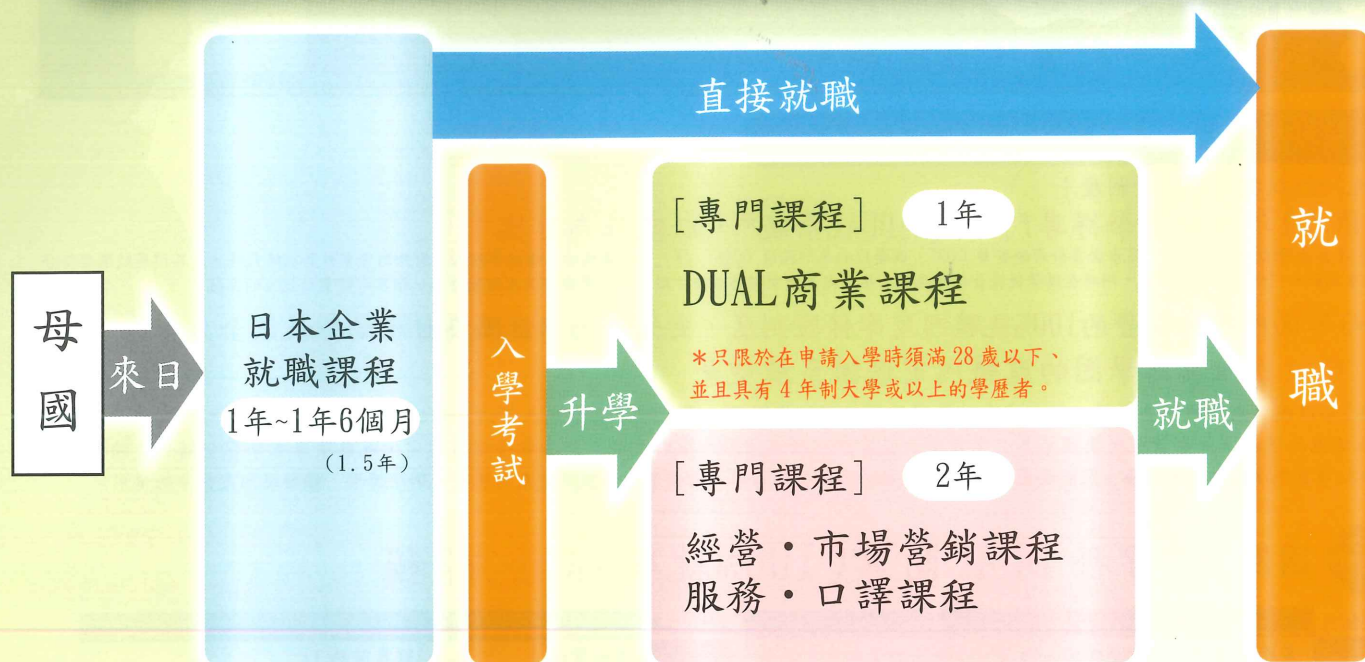 母國
來日
日本企業
就職課程
1年~1年6個月
(1.5年)
直接就職
入學考試
升學
[專門課程] 1年
DUAL商業課程
*只限於在申請入學時須滿28歲以下、
並且具有4年制大學或以上的學歷者。
[專門課程] 2年
經營・市場營銷課程
服務・口譯課程
就職
就職